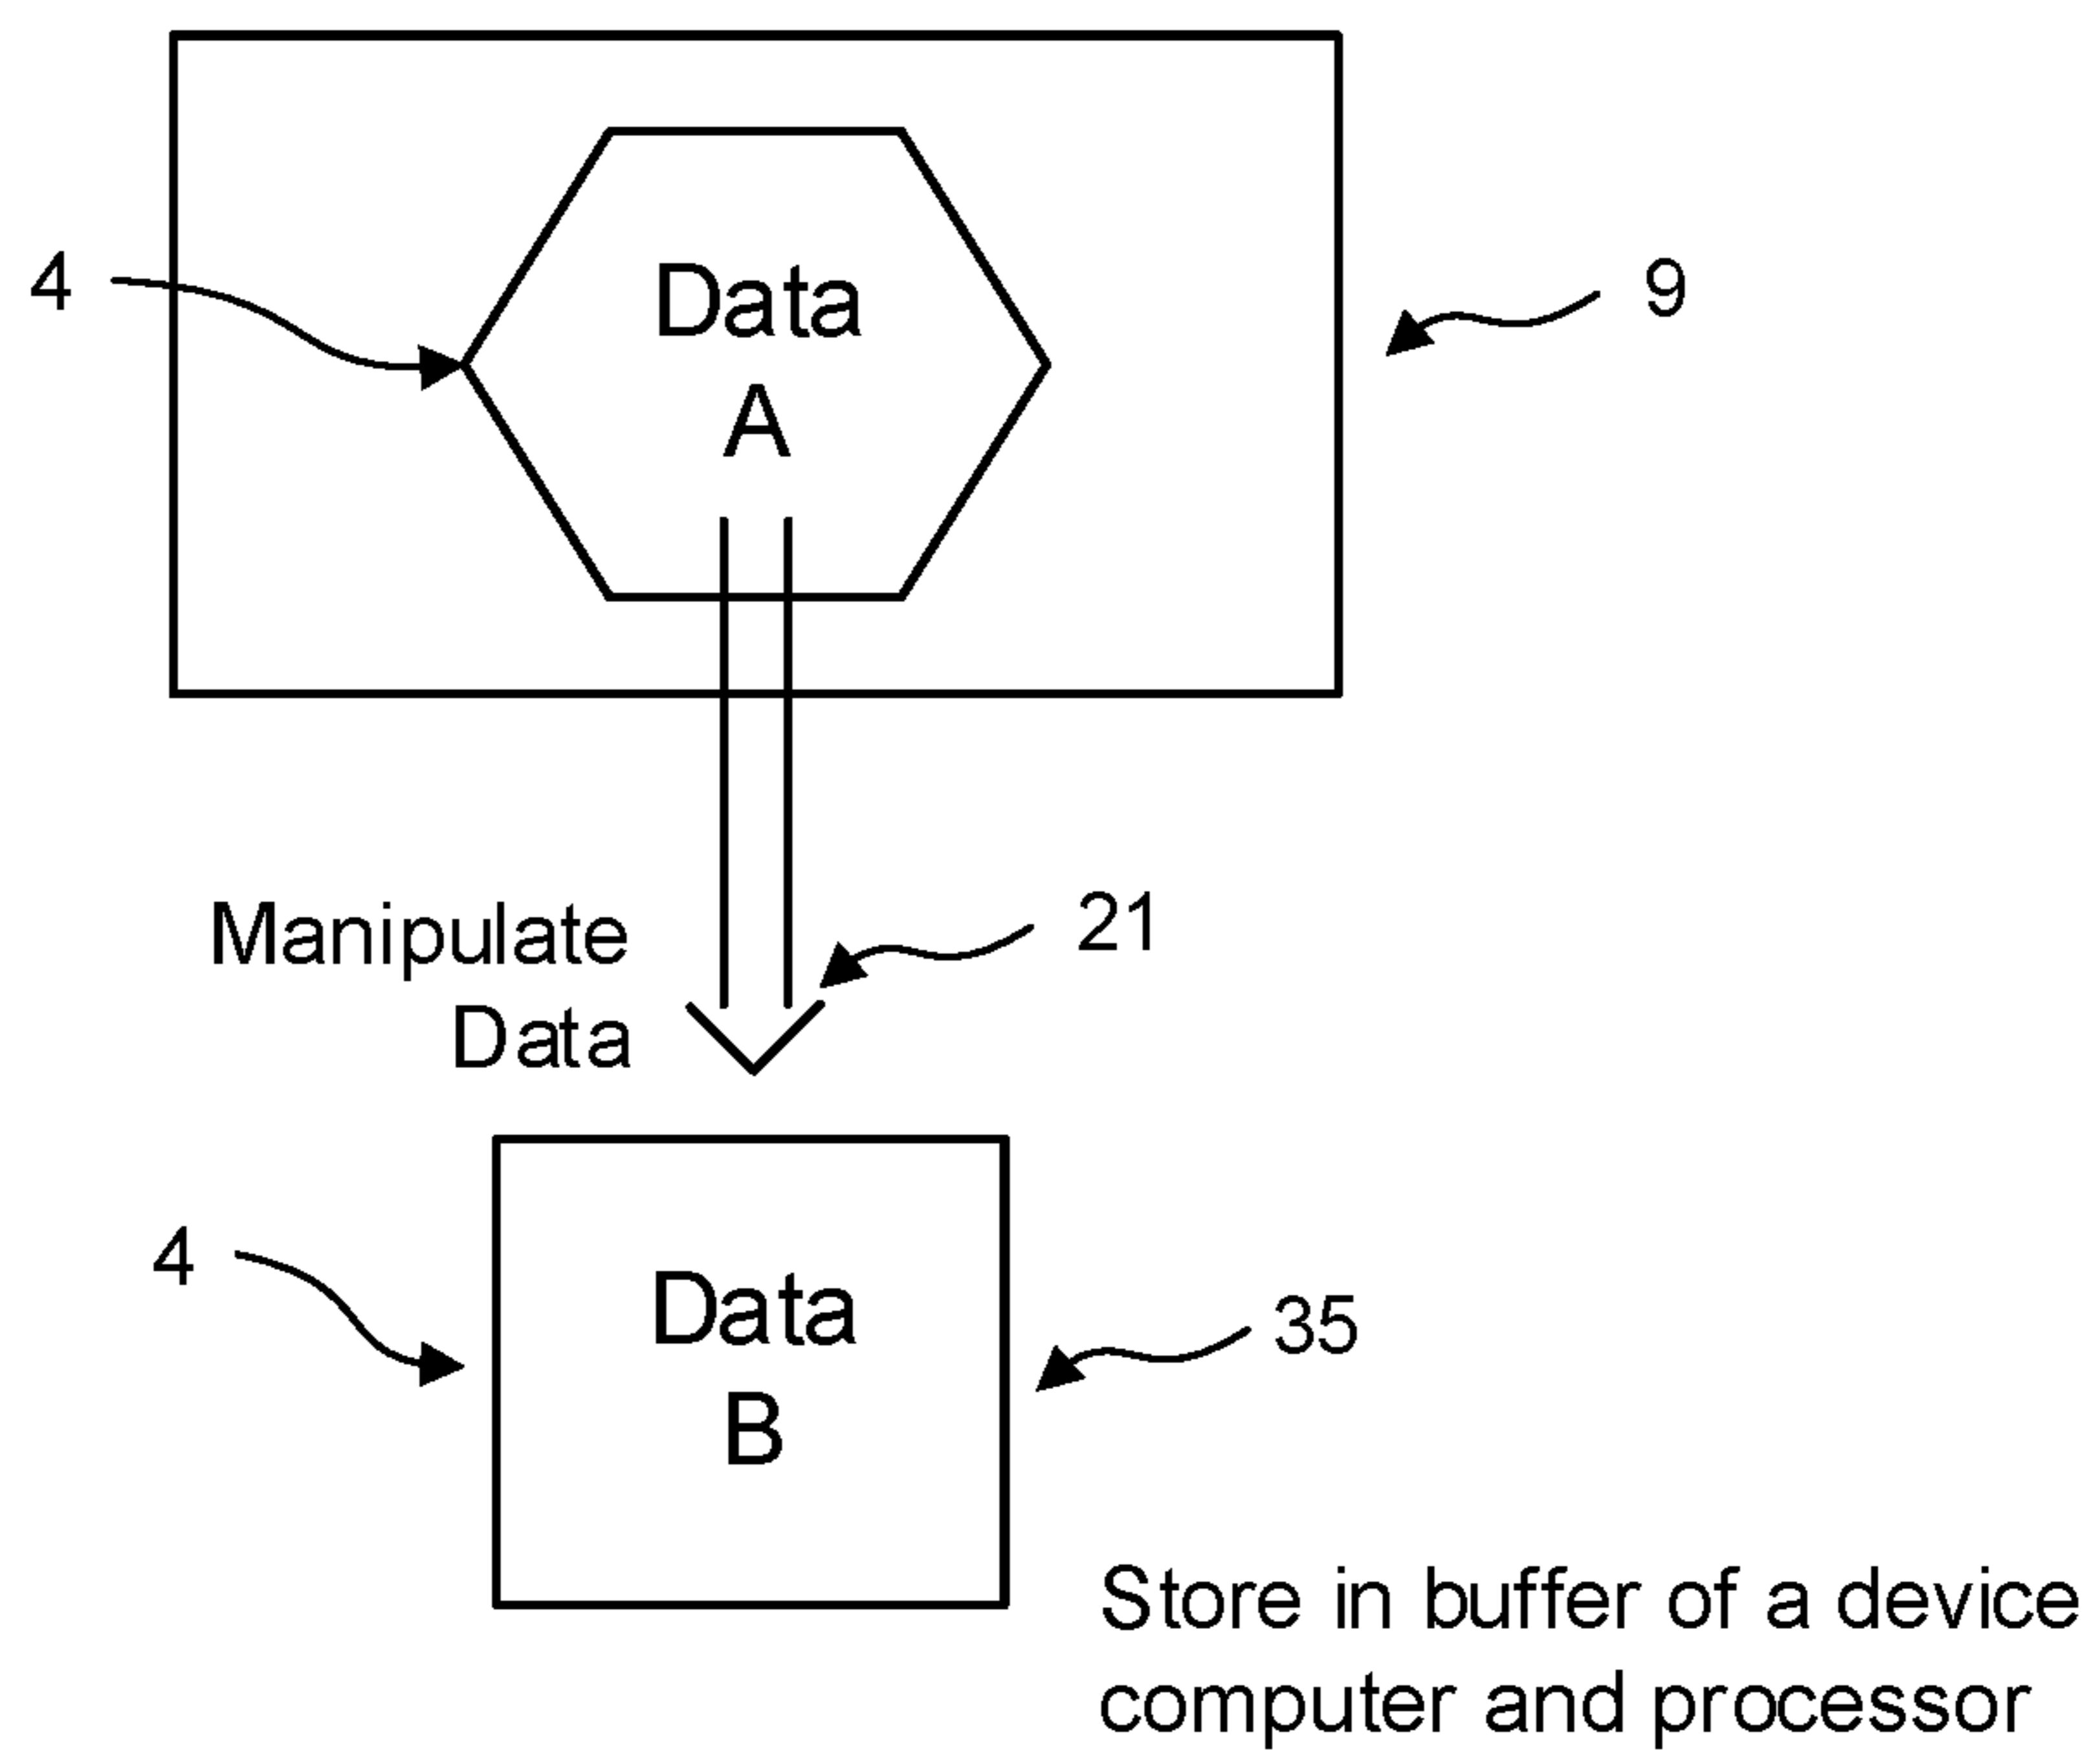 4
Data
A
9
Manipulate
Data
21
4
Data
B
35
Store in buffer of a device
computer and processor